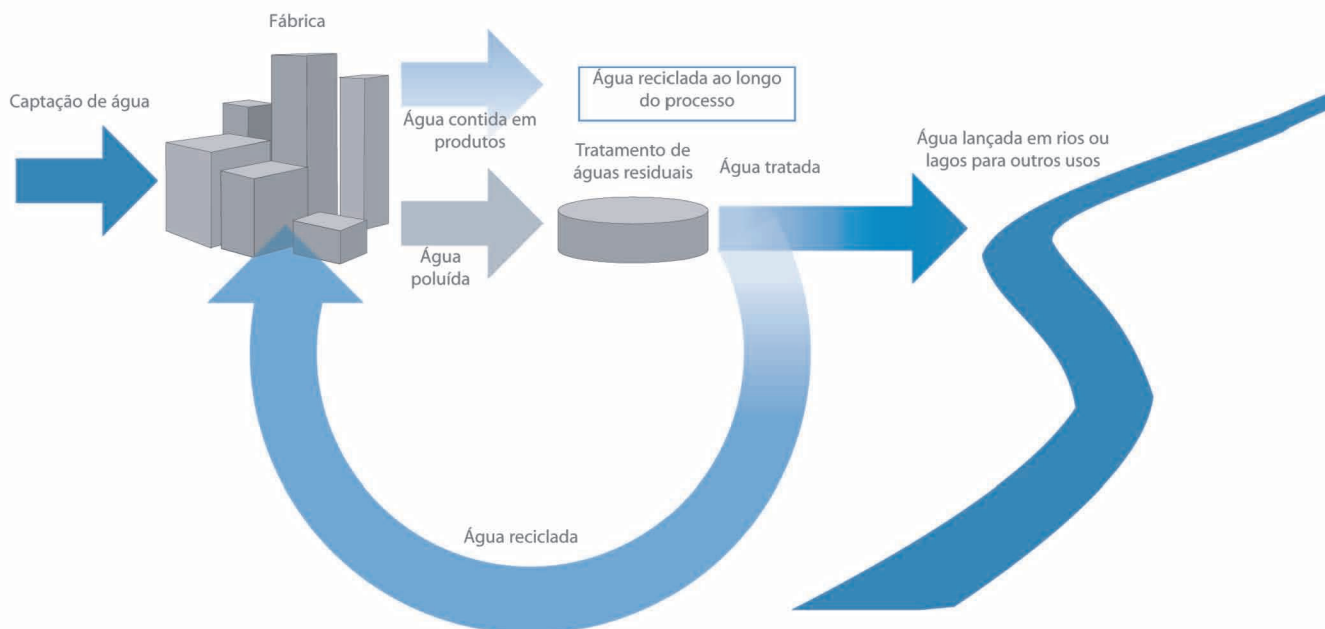 Fábrica
Captação de água
Água contida em
produtos
Água reciclada ao longo
do processo
Água
poluída
Tratamento de
águas residuais
Água tratada
Água lançada em rios ou
lagos para outros usos
Água reciclada